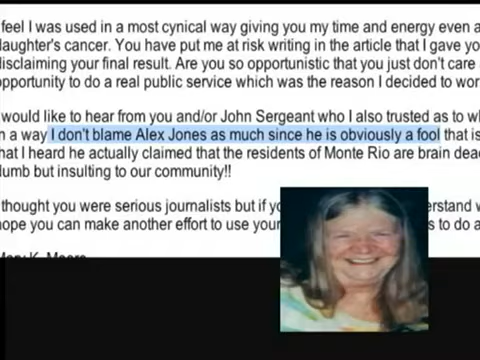 feel I was used in a most cynical way giving you my time and energy even a
daughter's cancer. You have put me at risk writing in the article that I gave yo
disclaiming your final result. Are you so opportunistic that you just don't care
opportunity to do a real public service which was the reason I decided to wor
would like to hear from you and/or John Sergeant who I also trusted as to w
n a way I don't blame Alex Jones as much since he is obviously a fool that is
hat I heard he actually claimed that the residents of Monte Rio are brain dea
dumb but insulting to our community!!
thought you were serious journalists but if yo erstand w
hope you can make another effort to use your s to do a